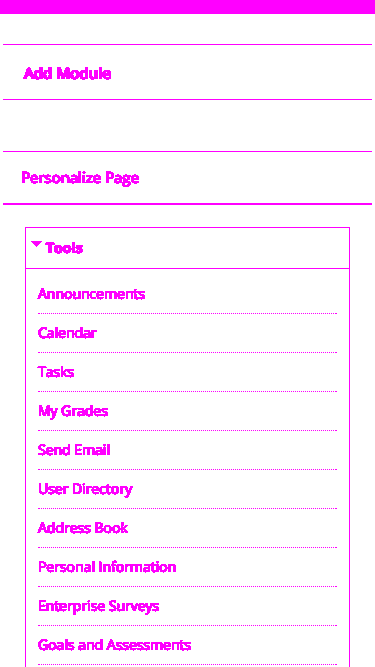 Add Module
Personalize Page
Tools
Announcements
Calendar
Tasks
My Grades
Send Email
User Directory
Address Book
Personal Information
Enterprise Surveys
Goals and Assessments